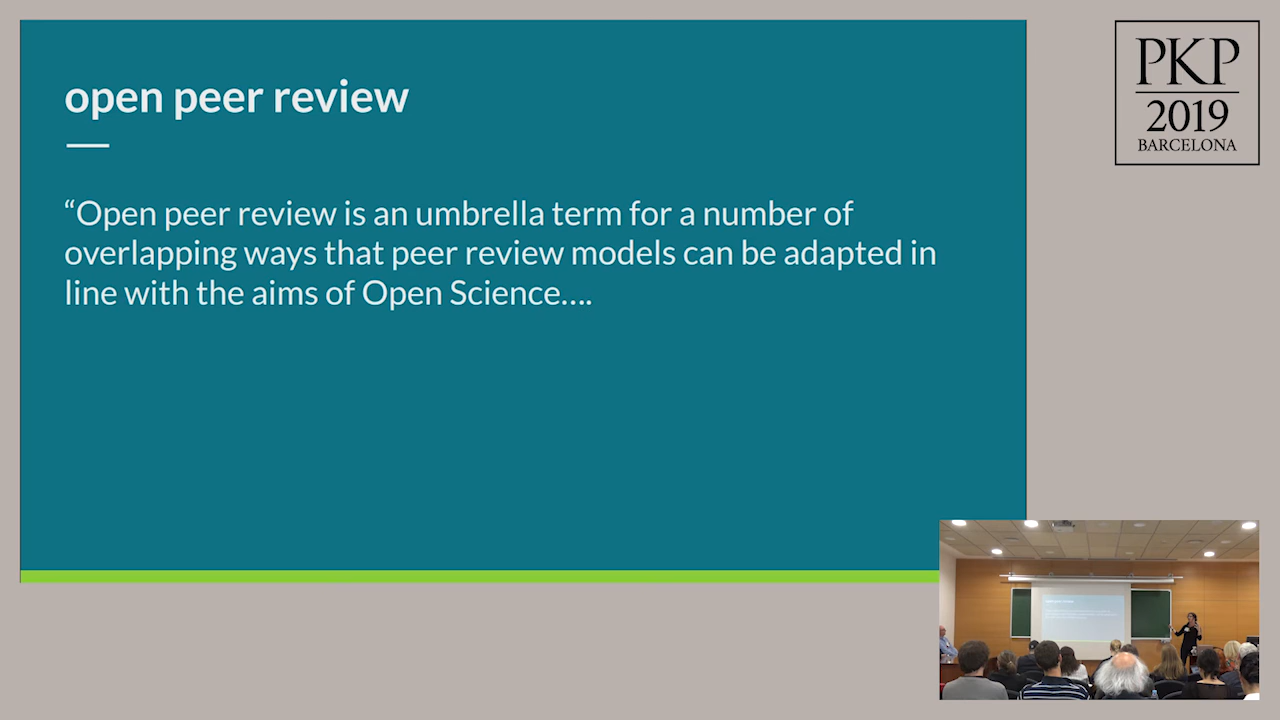 open peer review
“Open peer review is an umbrella term for a number of
overlapping ways that peer review models can be adapted in
line with the aims of Open Science….
PKP
2019
BARCELONA